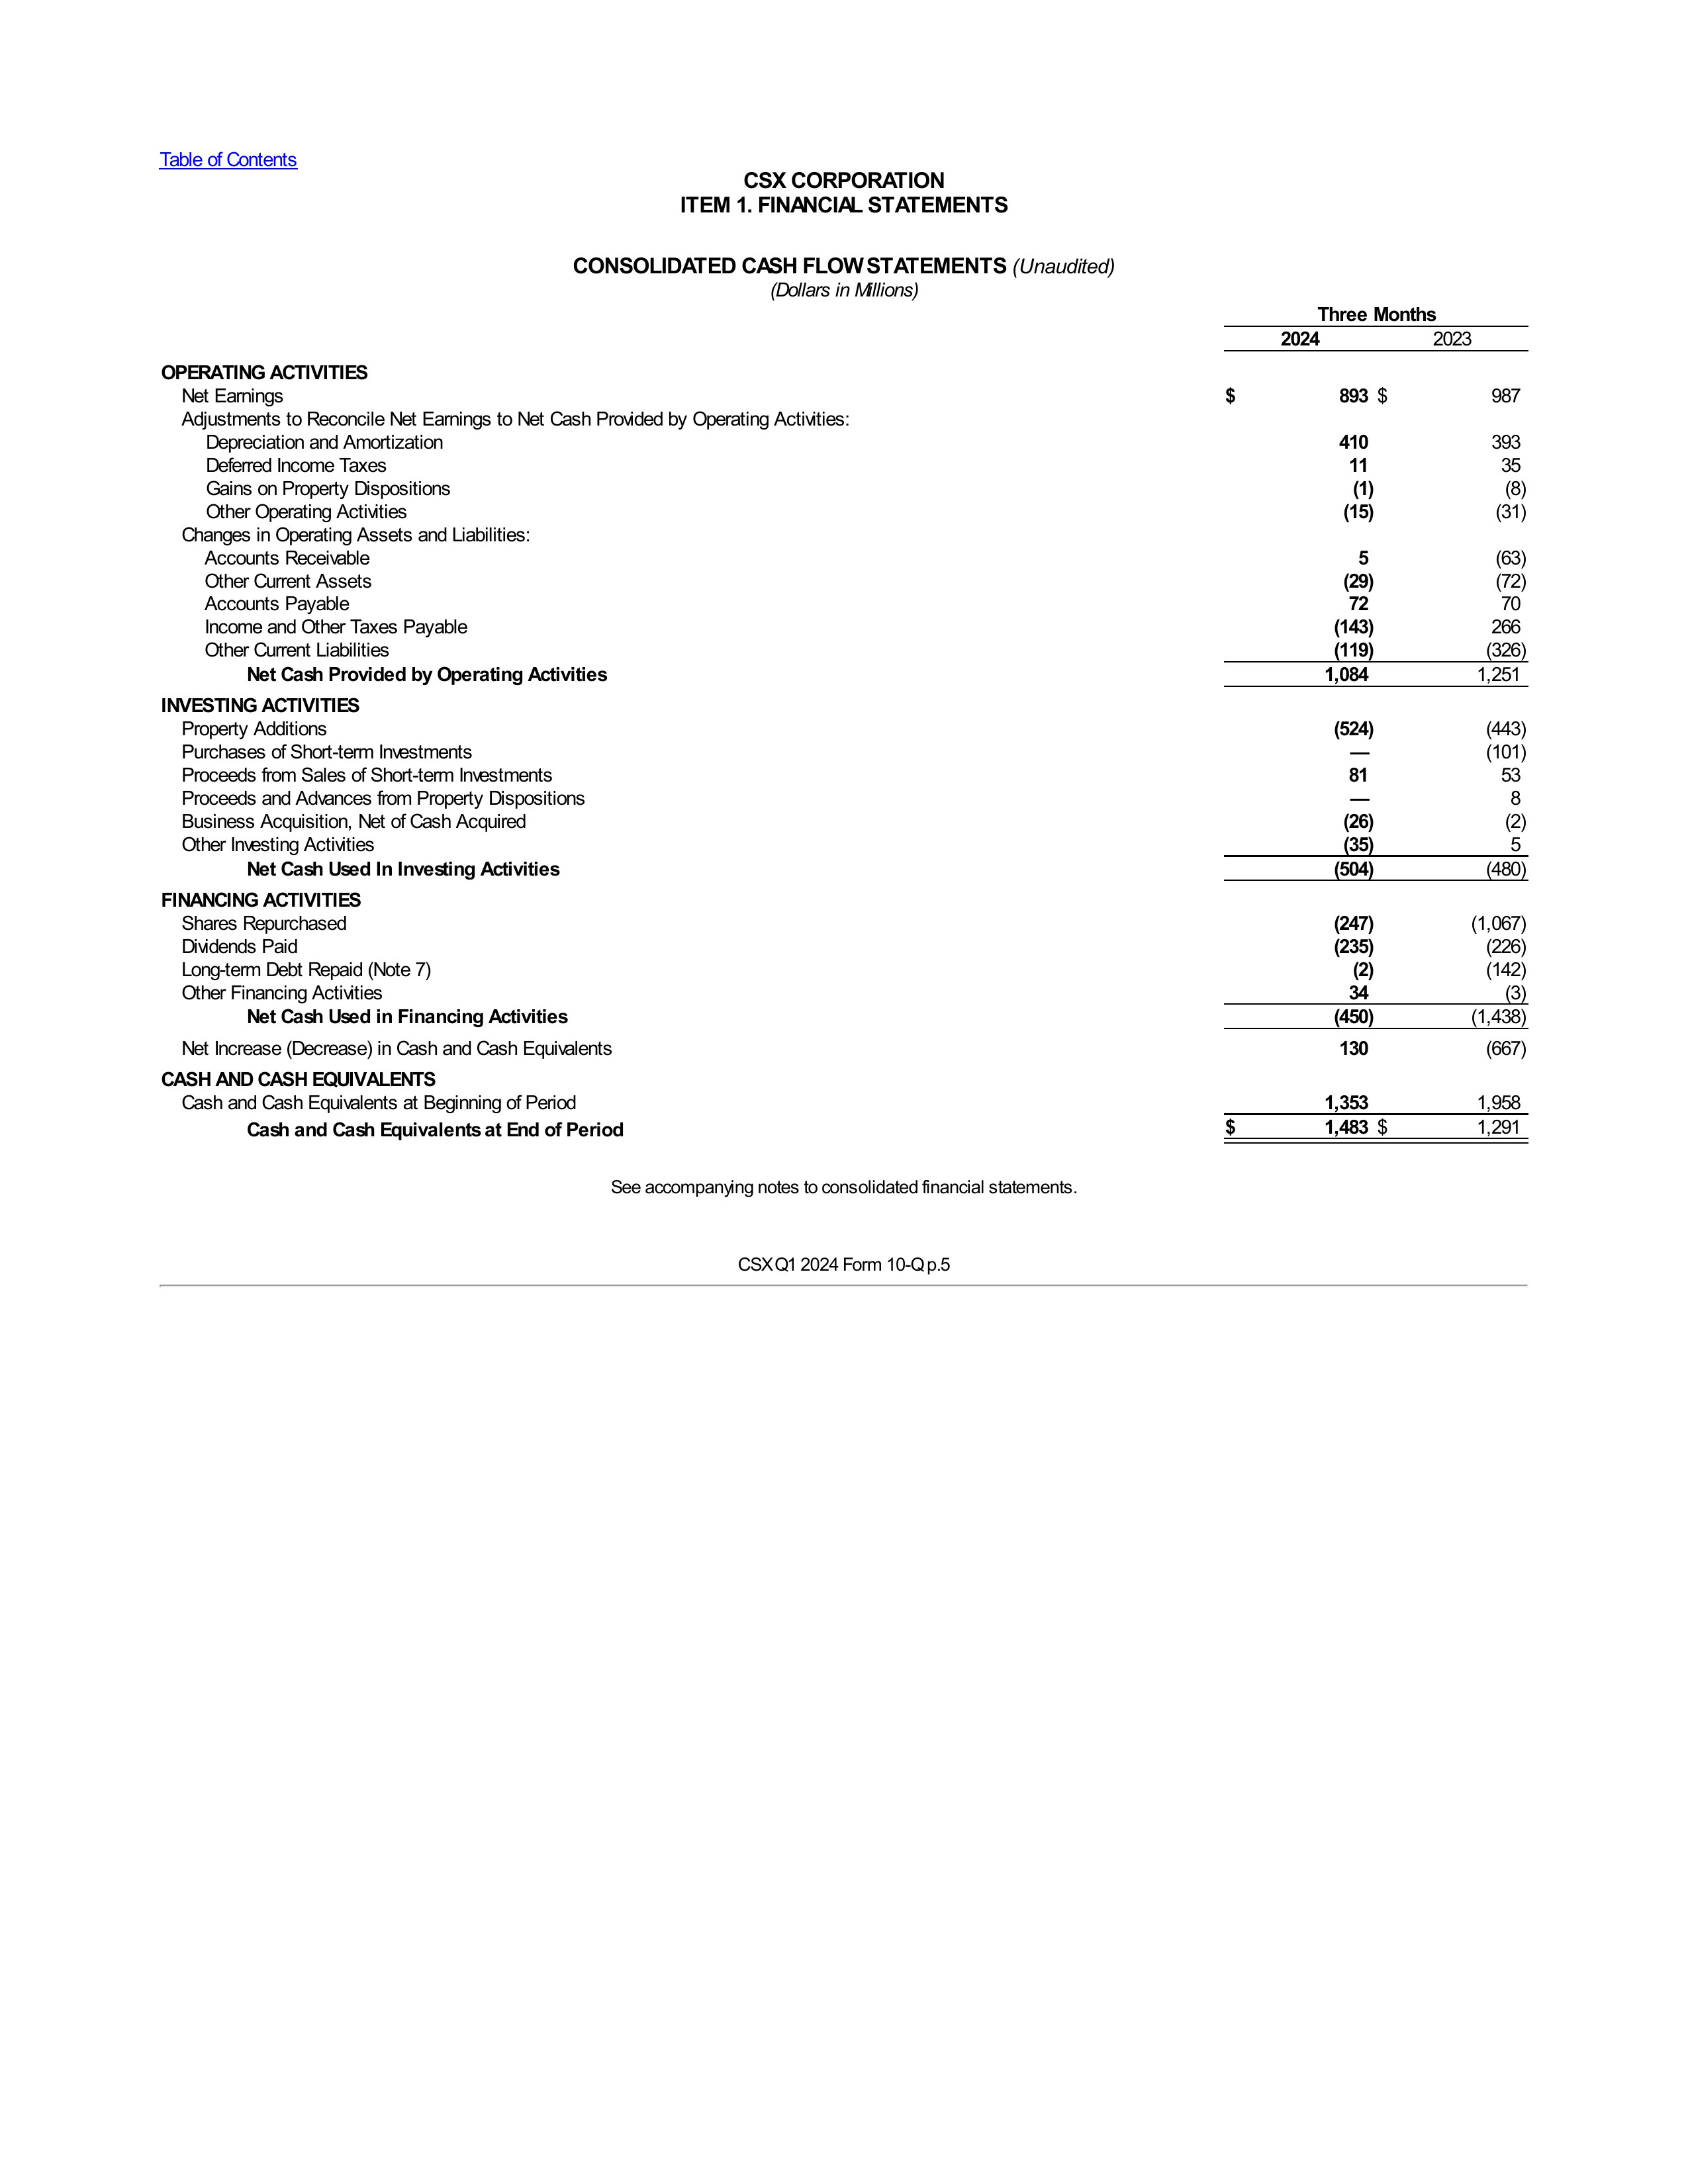 Table of Contents
CSX CORPORATION
ITEM 1. FINANCIAL STATEMENTS
CONSOLIDATED CASH FLOW STATEMENTS (Unaudited)
(Dollars in Millions)
Three Months
2024 2023
OPERATING ACTIVITIES
Net Earnings $ 893 $ 987
Adjustments to Reconcile Net Earnings to Net Cash Provided by Operating Activities:
Depreciation and Amortization 410 393
Deferred Income Taxes 11 35
Gains on Property Dispositions (1) (8)
Other Operating Activities (15) (31)
Changes in Operating Assets and Liabilities:
Accounts Receivable 5 (63)
Other Current Assets (29) (72)
Accounts Payable 72 70
Income and Other Taxes Payable (143) 266
Other Current Liabilities (119) (326)
Net Cash Provided by Operating Activities 1,084 1,251
INVESTING ACTIVITIES
Property Additions (524) (443)
Purchases of Short-term Investments — (101)
Proceeds from Sales of Short-term Investments 81 53
Proceeds and Advances from Property Dispositions — 8
Business Acquisition, Net of Cash Acquired (26) (2)
Other Investing Activities (35) 5
Net Cash Used In Investing Activities (504) (480)
FINANCING ACTIVITIES
Shares Repurchased (247) (1,067)
Dividends Paid (235) (226)
Long-term Debt Repaid (Note 7) (2) (142)
Other Financing Activities 34 (3)
Net Cash Used in Financing Activities (450) (1,438)
Net Increase (Decrease) in Cash and Cash Equivalents 130 (667)
CASH AND CASH EQUIVALENTS
Cash and Cash Equivalents at Beginning of Period 1,353 1,958
Cash and Cash Equivalents at End of Period $ 1,483 $ 1,291
See accompanying notes to consolidated financial statements.
CSX Q1 2024 Form 10-Q p.5